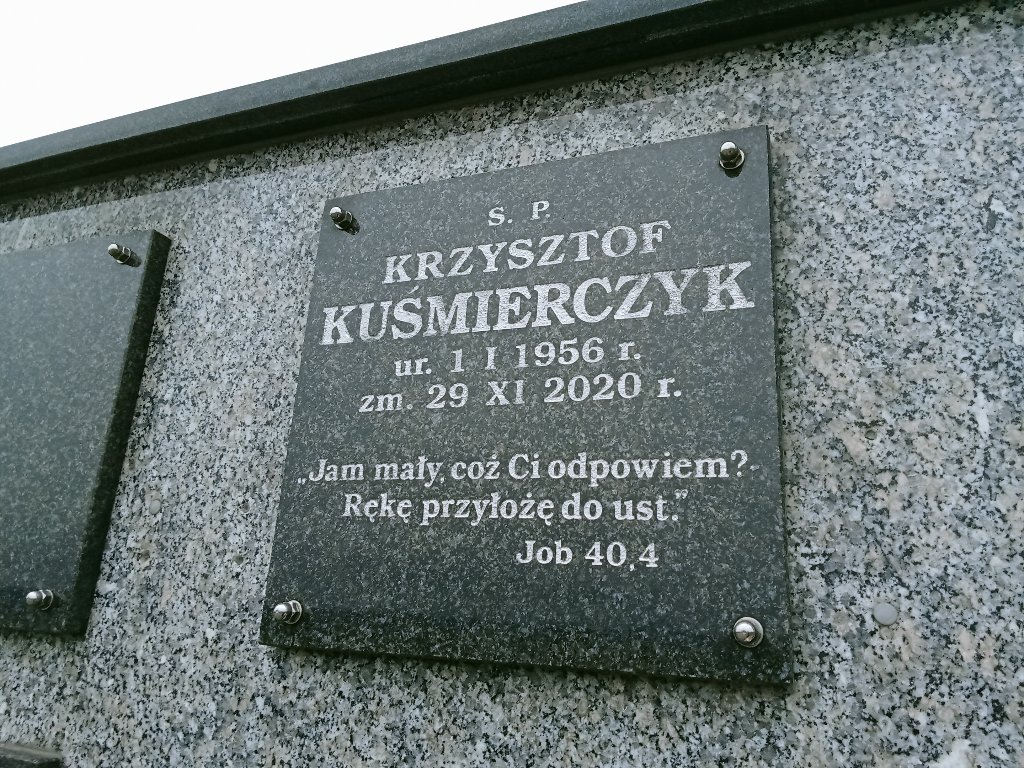 S. P.
KRZYSZTOF
KUŚMIERCZYK
ur. 1 I 1956 r.
zm. 29 XI 2020 r.
„Jam mały, coż Ci odpowiem?
Rękę przyłożę do ust.”
Job 40,4